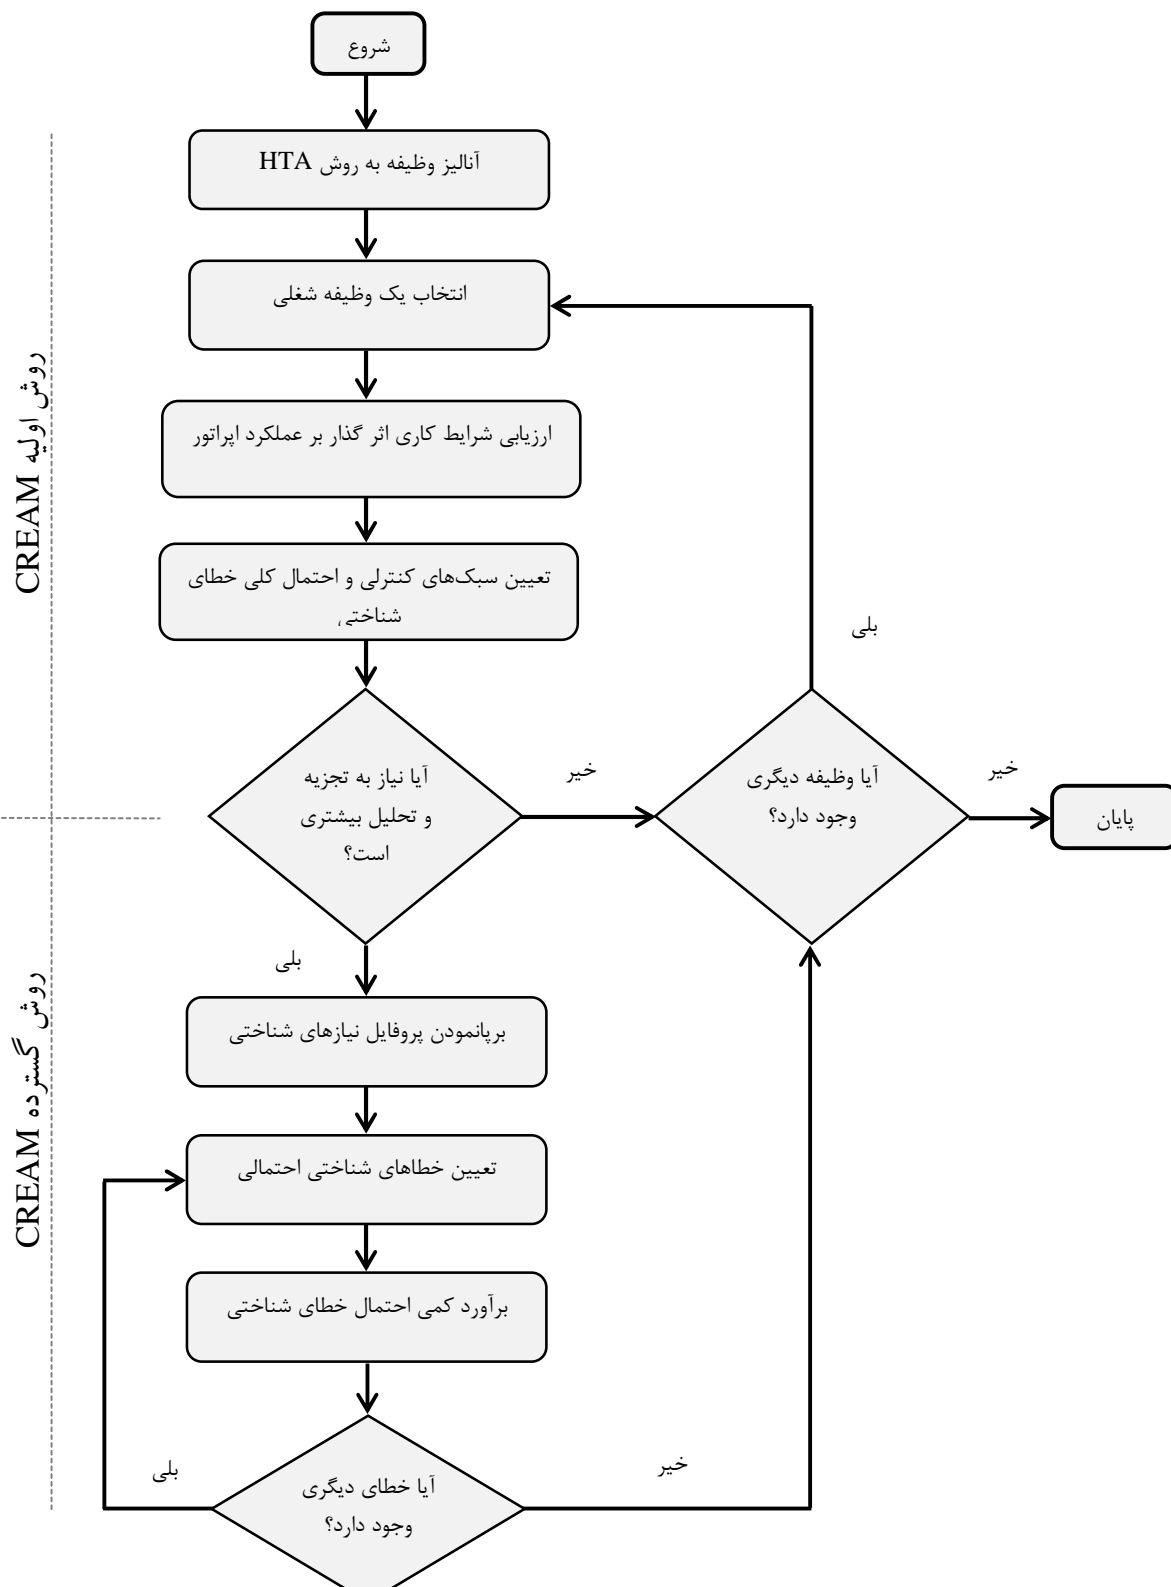 شروع
آنالیز وظیفه به روش HTA
انتخاب یک وظیفه شغلی
ارزیابی شرایط کاری اثر گذار بر عملکرد اپراتور
تعیین سبک‌های کنترلی و احتمال کلی خطای
شناختی
روش اولیه CREAM
بلی
آیا نیاز به تجزیه
و تحلیل بیشتری
است؟
خیر
آیا وظیفه دیگری
وجود دارد؟
خیر
پایان
بلی
برپانمودن پروفایل نیازهای شناختی
تعیین خطاهای شناختی احتمالی
برآورد کمی احتمال خطای شناختی
روش گسترده CREAM
بلی
آیا خطای دیگری
وجود دارد؟
خیر